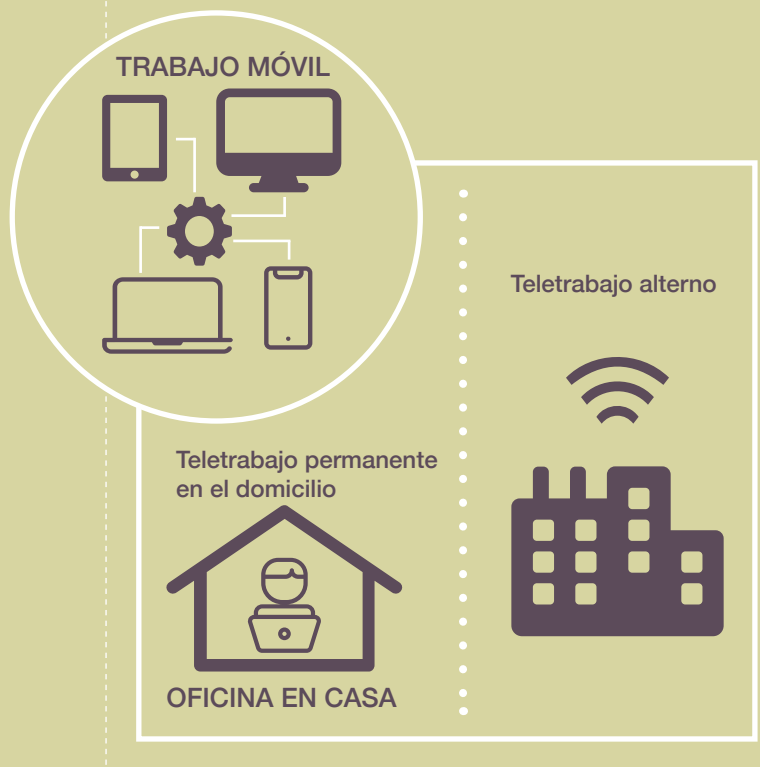 TRABAJO MÓVIL
Teletrabajo alterno
Teletrabajo permanente
en el domicilio
OFICINA EN CASA